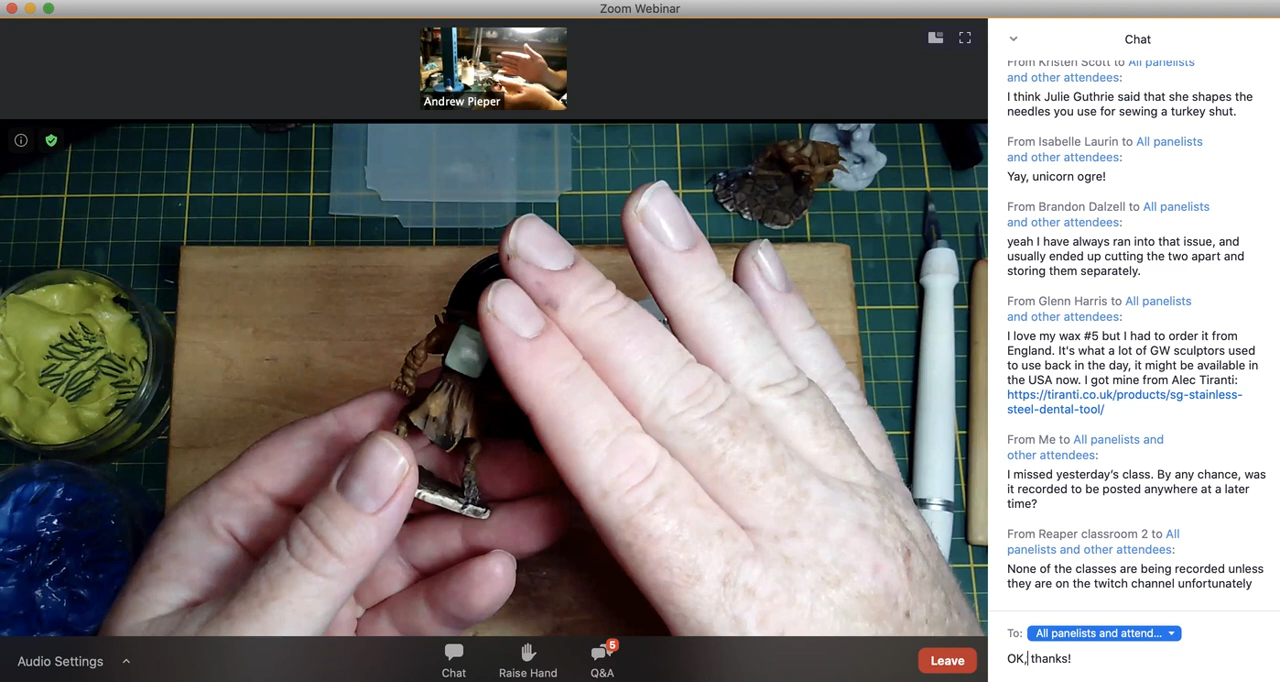 Zoom Webinar
Andrew Pieper
Chat
From Kristen Scott to All panelists
and other attendees:
I think Julie Guthrie said that she shapes the
needles you use for sewing a turkey shut.
From Isabelle Laurin to All panelists
and other attendees:
Yay, unicorn ogre!
From Brandon Dalzell to All panelists
and other attendees:
yeah I have always ran into that issue, and
usually ended up cutting the two apart and
storing them separately.
From Glenn Harris to All panelists
and other attendees:
I love my wax #5 but I had to order it from
England. It's what a lot of GW sculptors used
to use back in the day, it might be available in
the USA now. I got mine from Alec Tiranti:
https://tiranti.co.uk/products/sg-stainless-
steel-dental-tool/
From Me to All panelists and
other attendees:
I missed yesterday's class. By any chance, was
it recorded to be posted anywhere at a later
time?
From Reaper classroom 2 to All
panelists and other attendees:
None of the classes are being recorded unless
they are on the twitch channel unfortunately
To: All panelists and attend...
OK, thanks!
Audio Settings
Chat
Raise Hand
5
Q&A
Leave